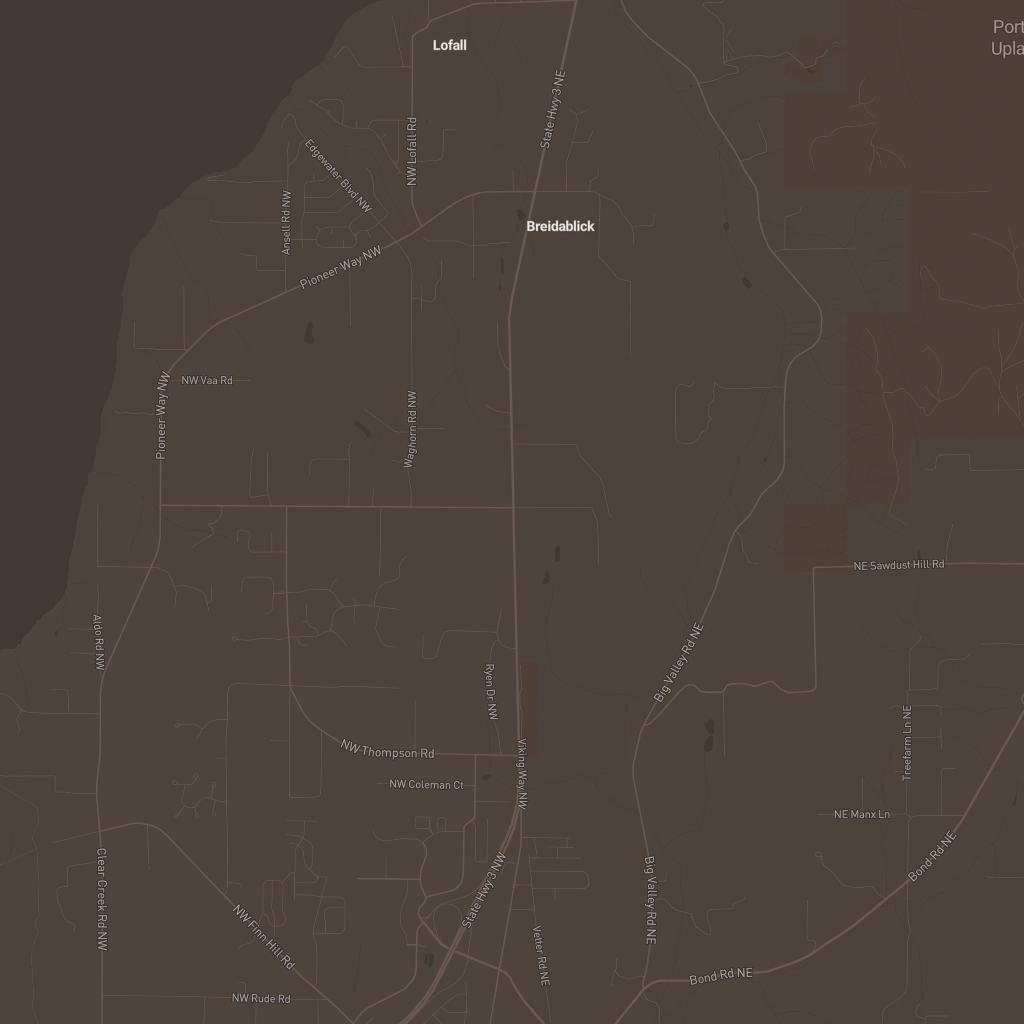 Port
Upla
Lofall
State Hwy 3 NE
NW Lofall Rd
Edgewater Blvd NW
Ansell Rd NW
Breidablick
Pioneer Way NW
NW Vaa Rd
Pioneer Way NW
Waghorn Rd NW
NE Sawdust Hill Rd
Aldo Rd NW
Big Valley Rd NE
Ryen Dr NW
Treefarm Ln NE
NW Thompson Rd
Viking Way NW
NW Coleman Ct
NE Manx Ln
Bond Rd NE
Clear Creek Rd NW
State Hwy 3 NW
Big Valley Rd NE
NW Finn Hill Rd
Vetter Rd NE
Bond Rd NE
NW Rude Rd